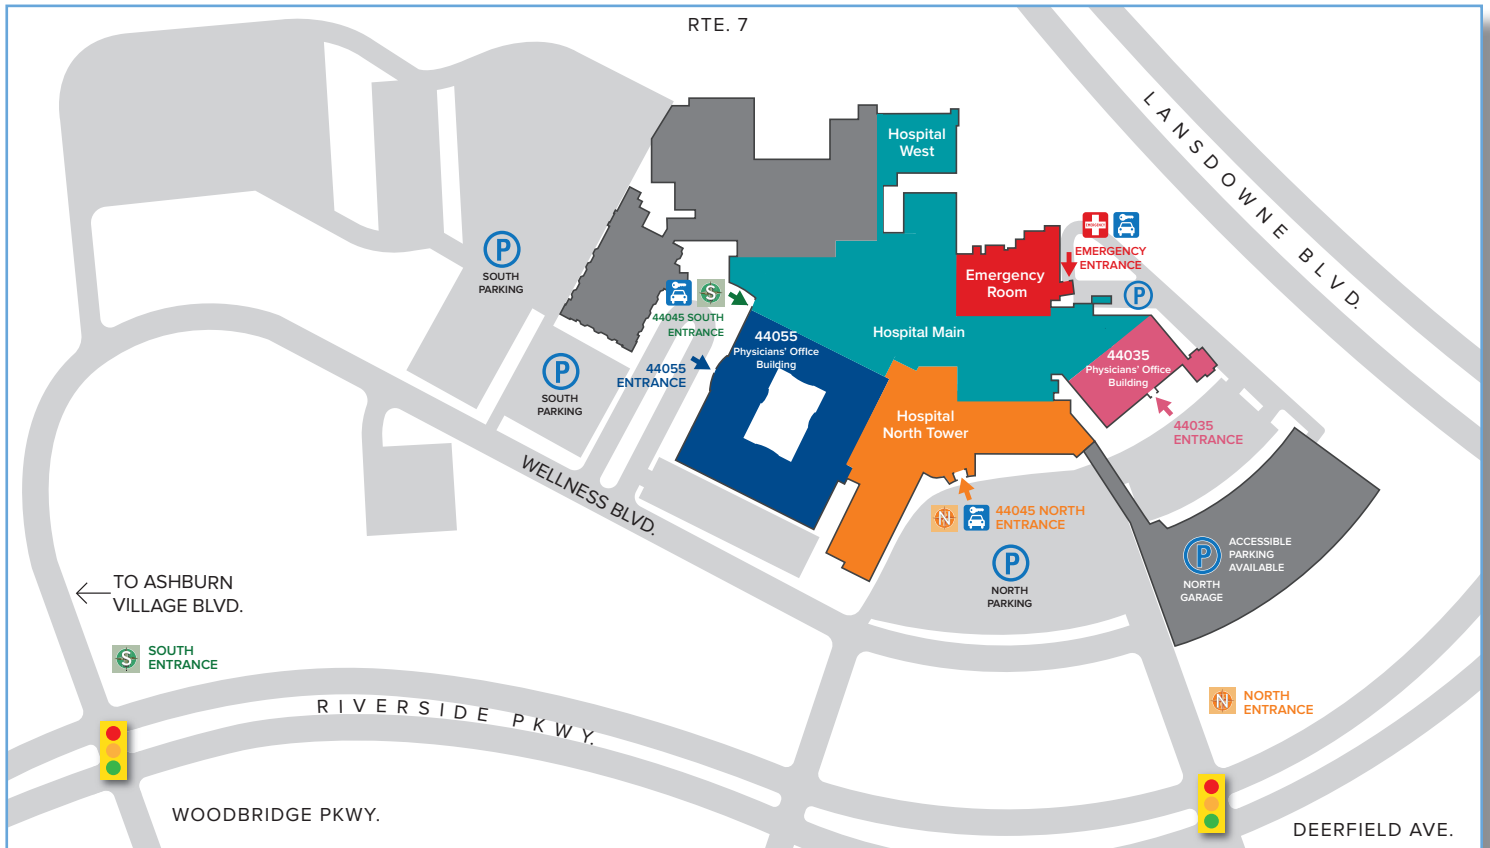 RTE. 7
LANSDOWNE BLVD.
Hospital
West
EMERGENCY
EMERGENCY
ENTRANCE
Emergency
Room
P
P
SOUTH
PARKING
S
44045 SOUTH
ENTRANCE
Hospital Main
44055
Physicians' Office
Building
44035
Physicians' Office
Building
44055
ENTRANCE
P
SOUTH
PARKING
Hospital
North Tower
44035
ENTRANCE
WELLNESS BLVD.
N
44045 NORTH
ENTRANCE
P
NORTH
PARKING
P
ACCESSIBLE
PARKING
AVAILABLE
NORTH
GARAGE
TO ASHBURN
VILLAGE BLVD.
S
SOUTH
ENTRANCE
N
NORTH
ENTRANCE
RIVERSIDE PKWY.
WOODBRIDGE PKWY.
DEERFIELD AVE.